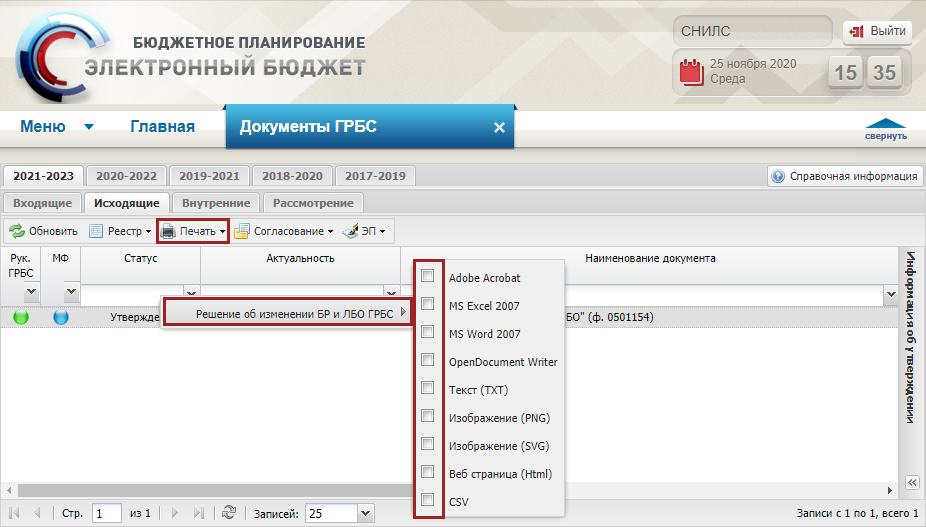 БЮДЖЕТНОЕ ПЛАНИРОВАНИЕ
ЭЛЕКТРОННЫЙ БЮДЖЕТ
СНИЛС
Выйти
25 ноября 2020
Среда
15 35
Меню
Главная
Документы ГРБС
свернуть
2021-2023
2020-2022
2019-2021
2018-2020
2017-2019
Справочная информация
Входящие
Исходящие
Внутренние
Рассмотрение
Обновить
Реестр
Печать
Согласование
ЭП
Рук. ГРБС
МФ
Статус
Актуальность
Наименование документа
Информация об утверждении
Утвержде
БО" (ф. 0501154)
Решение об изменении БР и ЛБО ГРБС
Adobe Acrobat
MS Excel 2007
MS Word 2007
OpenDocument Writer
Текст (TXT)
Изображение (PNG)
Изображение (SVG)
Веб страница (Html)
CSV
Стр. 1 из 1
Записей: 25
Записи с 1 по 1, всего 1